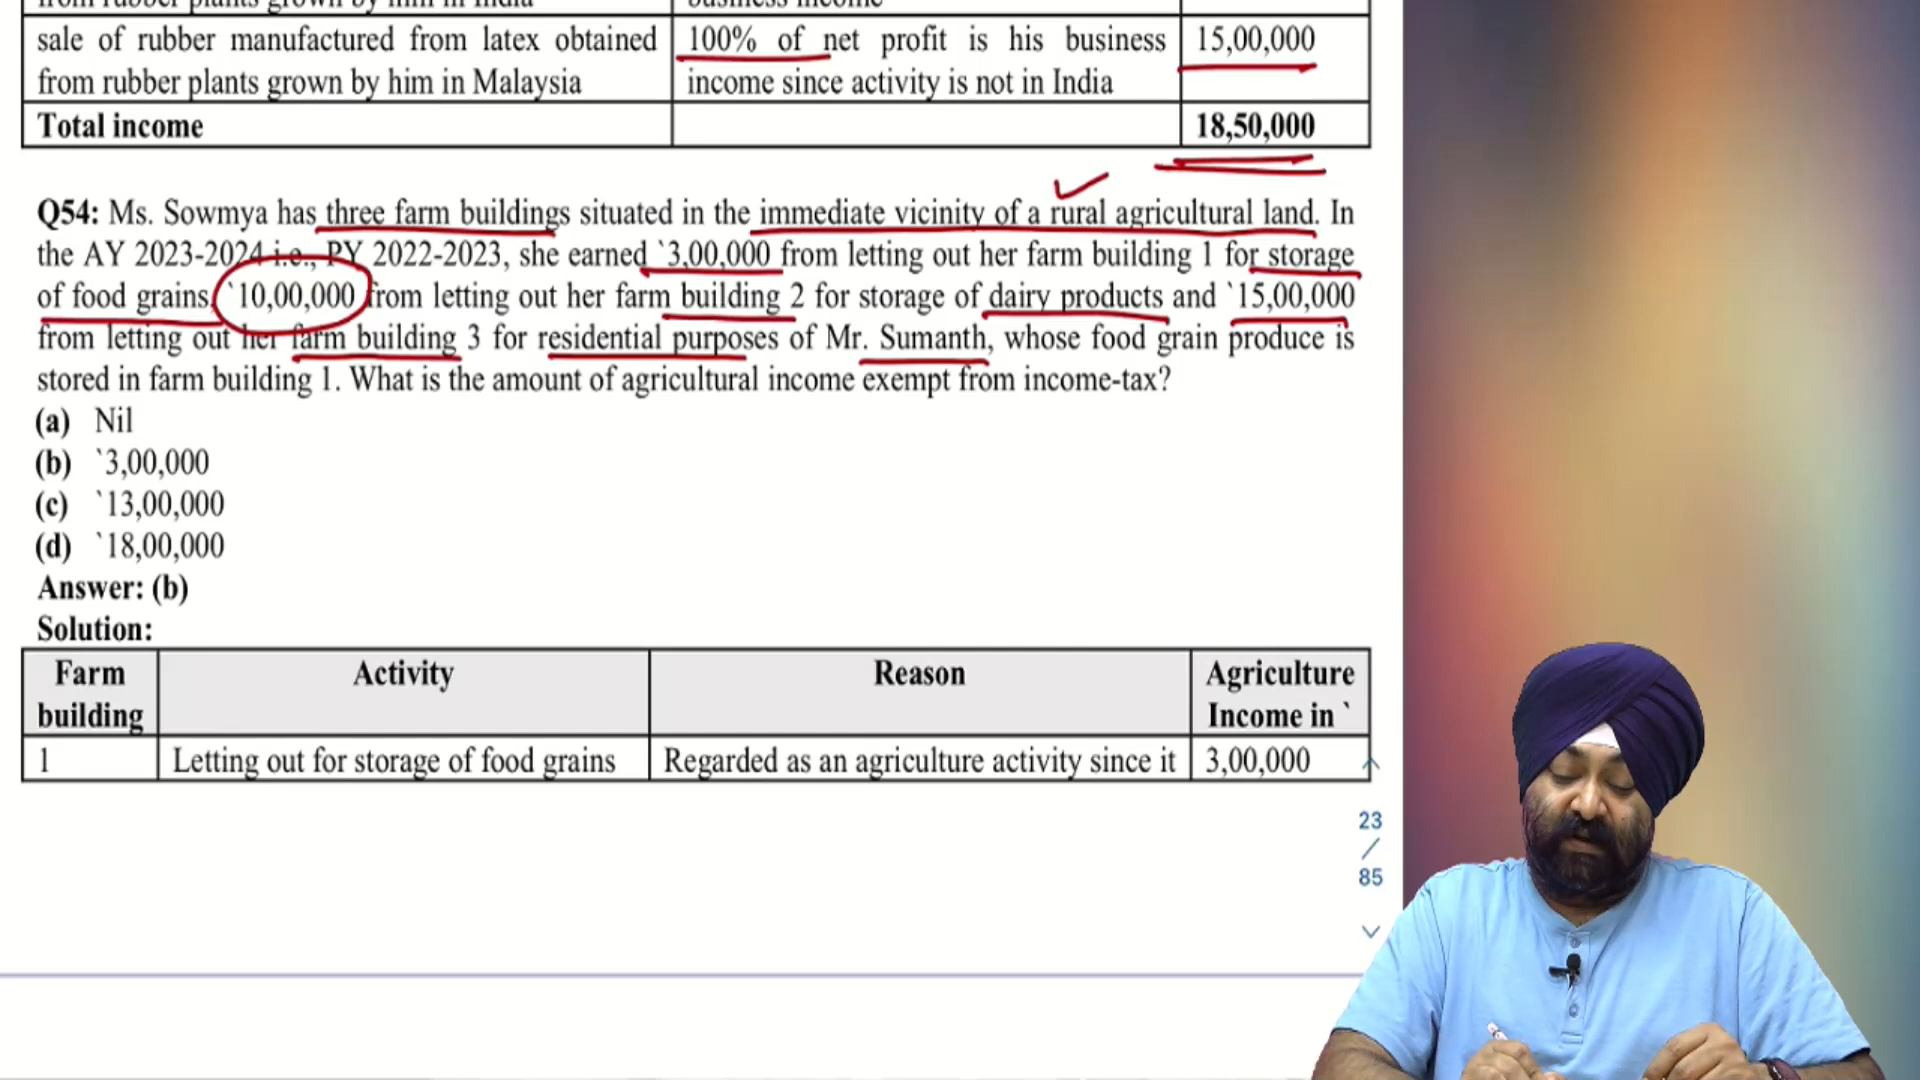 sale of rubber manufactured from latex obtained from rubber plants grown by him in Malaysia
100% of net profit is his business income since activity is not in India
15,00,000
Total income
18,50,000
Q54: Ms. Sowmya has three farm buildings situated in the immediate vicinity of a rural agricultural land. In
the AY 2023-2024 i.e., PY 2022-2023, she earned `3,00,000 from letting out her farm building 1 for storage
of food grains, `10,00,000 from letting out her farm building 2 for storage of dairy products and `15,00,000
from letting out her farm building 3 for residential purposes of Mr. Sumanth, whose food grain produce is
stored in farm building 1. What is the amount of agricultural income exempt from income-tax?
(a) Nil
(b) `3,00,000
(c) `13,00,000
(d) `18,00,000
Answer: (b)
Solution:
Farm building
Activity
Reason
Agriculture Income in `
1
Letting out for storage of food grains
Regarded as an agriculture activity since it
3,00,000
23
/
85